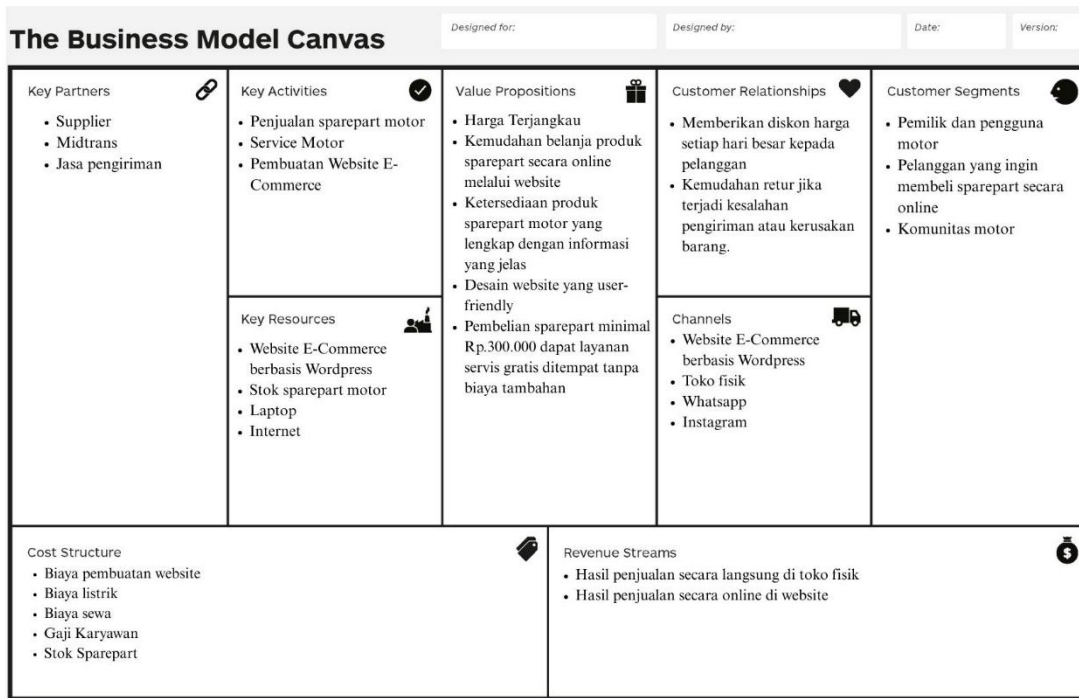 The Business Model Canvas
Designed for:
Designed by:
Date:
Version:
Key Partners
• Supplier
• Midtrans
• Jasa pengiriman
Key Activities
• Penjualan sparepart motor
• Service Motor
• Pembuatan Website E-
Commerce
Key Resources
• Website E-Commerce
berbasis Wordpress
• Stok sparepart motor
• Laptop
• Internet
Value Propositions
• Harga Terjangkau
• Kemudahan belanja produk
sparepart secara online
melalui website
• Ketersediaan produk
sparepart motor yang
lengkap dengan informasi
yang jelas
• Desain website yang user-
friendly
• Pembelian sparepart minimal
Rp.300.000 dapat layanan
servis gratis ditempat tanpa
biaya tambahan
Customer Relationships
• Memberikan diskon harga
setiap hari besar kepada
pelanggan
• Kemudahan retur jika
terjadi kesalahan
pengiriman atau kerusakan
barang.
Channels
• Website E-Commerce
berbasis Wordpress
• Toko fisik
• Whatsapp
• Instagram
Customer Segments
• Pemilik dan pengguna
motor
• Pelanggan yang ingin
membeli sparepart secara
online
• Komunitas motor
Cost Structure
• Biaya pembuatan website
• Biaya listrik
• Biaya sewa
• Gaji Karyawan
• Stok Sparepart
Revenue Streams
• Hasil penjualan secara langsung di toko fisik
• Hasil penjualan secara online di website